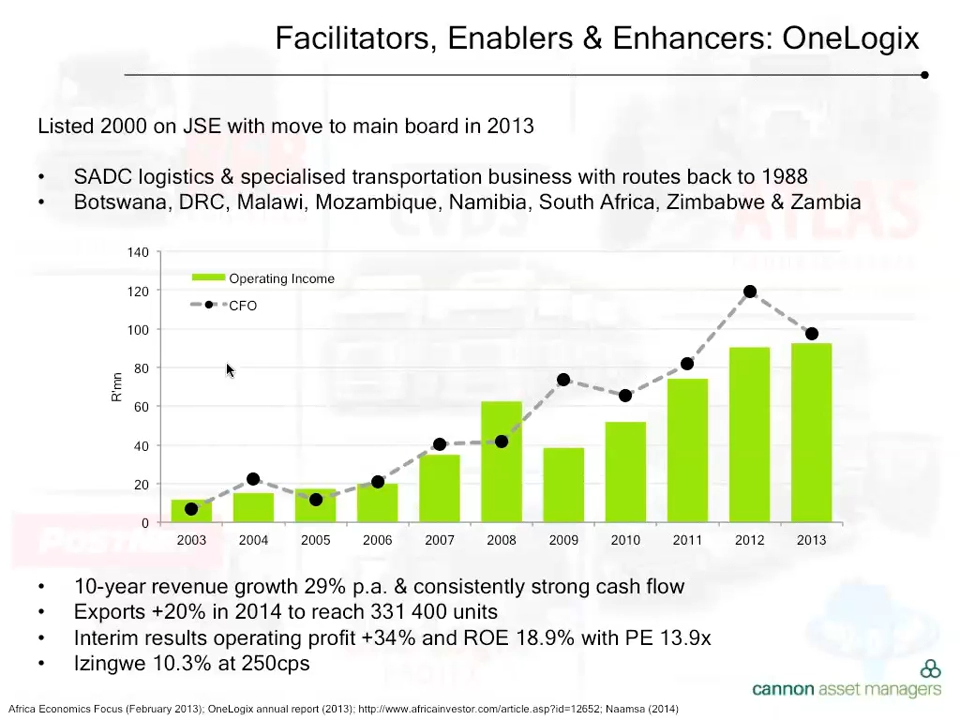 Facilitators, Enablers & Enhancers: OneLogix
Listed 2000 on JSE with move to main board in 2013
• SADC logistics & specialised transportation business with routes back to 1988
• Botswana, DRC, Malawi, Mozambique, Namibia, South Africa, Zimbabwe & Zambia
140
120
100
80
60
40
20
0
R'mn
Operating Income
CFO
2003 2004 2005 2006 2007 2008 2009 2010 2011 2012 2013
• 10-year revenue growth 29% p.a. & consistently strong cash flow
• Exports +20% in 2014 to reach 331 400 units
• Interim results operating profit +34% and ROE 18.9% with PE 13.9x
• Izingwe 10.3% at 250cps
cannon asset managers
Africa Economics Focus (February 2013); OneLogix annual report (2013); http://www.africainvestor.com/article.asp?id=12652; Naamsa (2014)
ATLAS